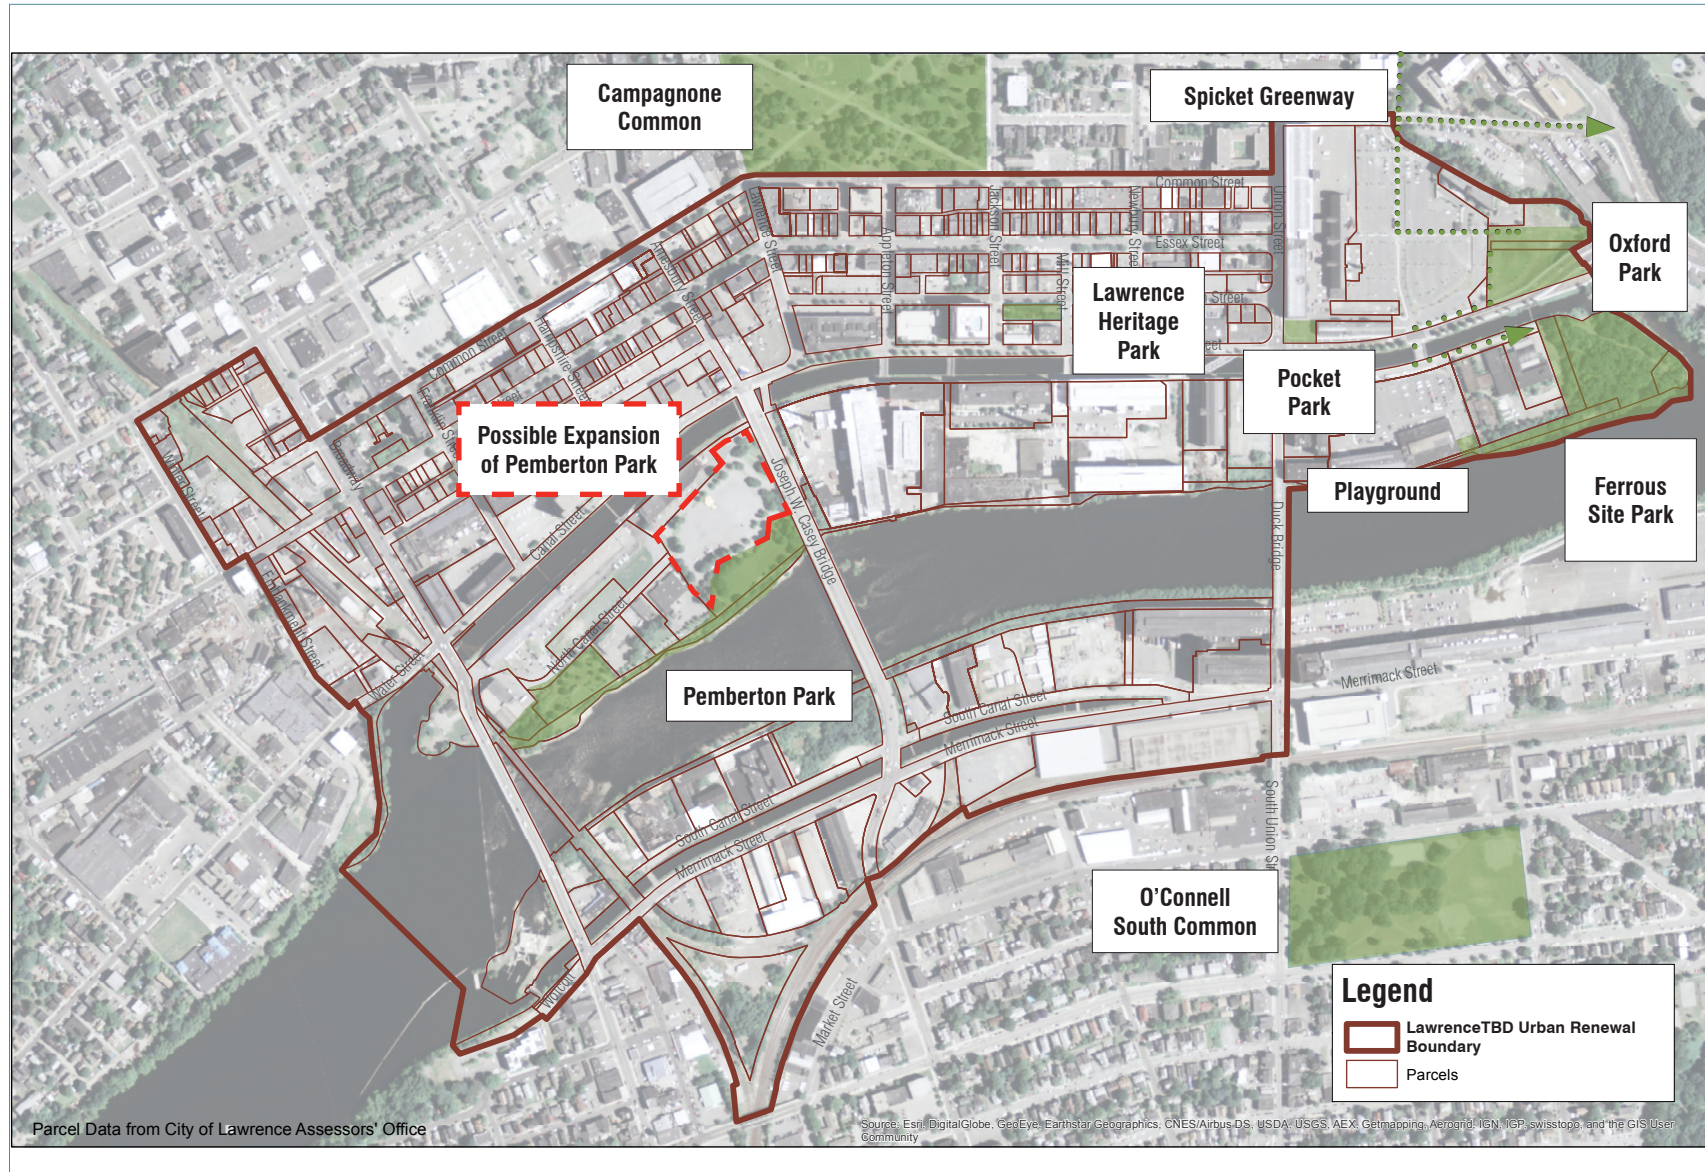 Campagnone
Common
Spicket Greenway
Common Street
Lawrence Street
Jackson Street
Newbury Street
Union Street
Amesbury Street
Appleton Street
Essex Street
Mill Street
Oxford
Park
Lawrence
Heritage
Park
Street
Common Street
Hampshire Street
Franklin Street
Street
Broadway
Pocket
Park
Possible Expansion
of Pemberton Park
Winter Street
Joseph W. Casey Bridge
Playground
Ferrous
Site Park
Canal Street
Duck Bridge
Embankment Street
North Canal Street
Water Street
Pemberton Park
Merrimack Street
South Canal Street
Merrimack Street
South Canal Street
Merrimack Street
South Union Str
O'Connell
South Common
Market Street
Legend
LawrenceTBD Urban Renewal
Boundary
Parcels
Parcel Data from City of Lawrence Assessors' Office
Source: Esri, DigitalGlobe, GeoEye, Earthstar Geographics, CNES/Airbus DS, USDA, USGS, AEX, Getmapping, Aerogrid, IGN, IGP, swisstopo, and the GIS User
Community